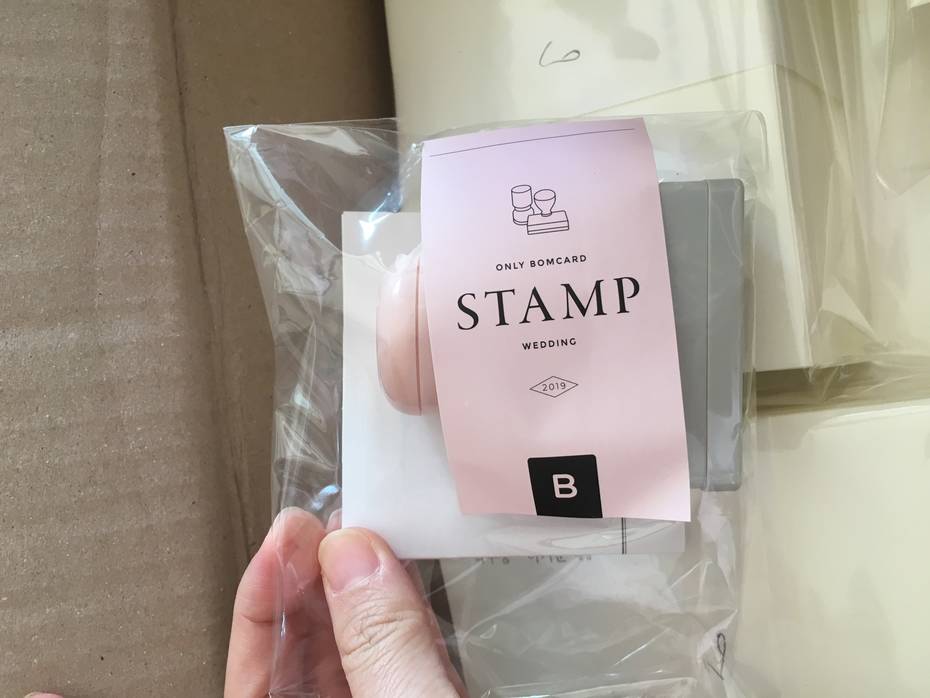 ONLY BOMCARD
STAMP
WEDDING
2019
B